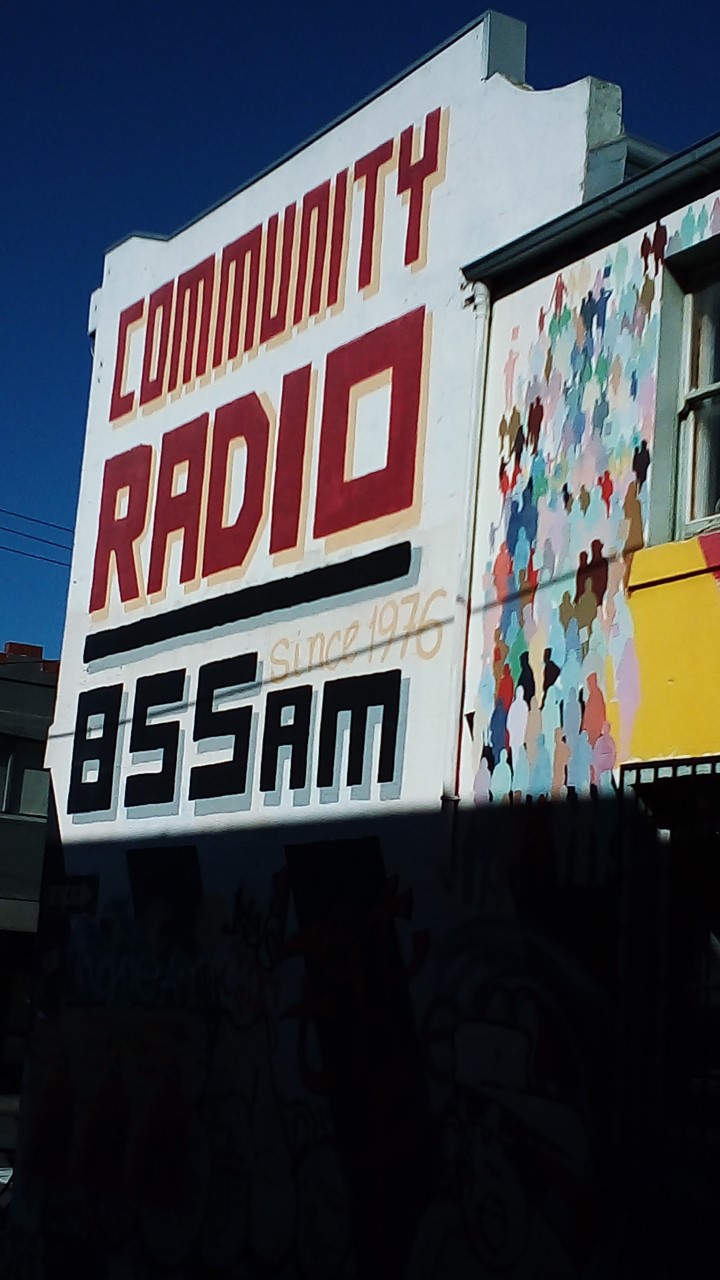 COMMUNITY
RADIO
since 1976
855AM